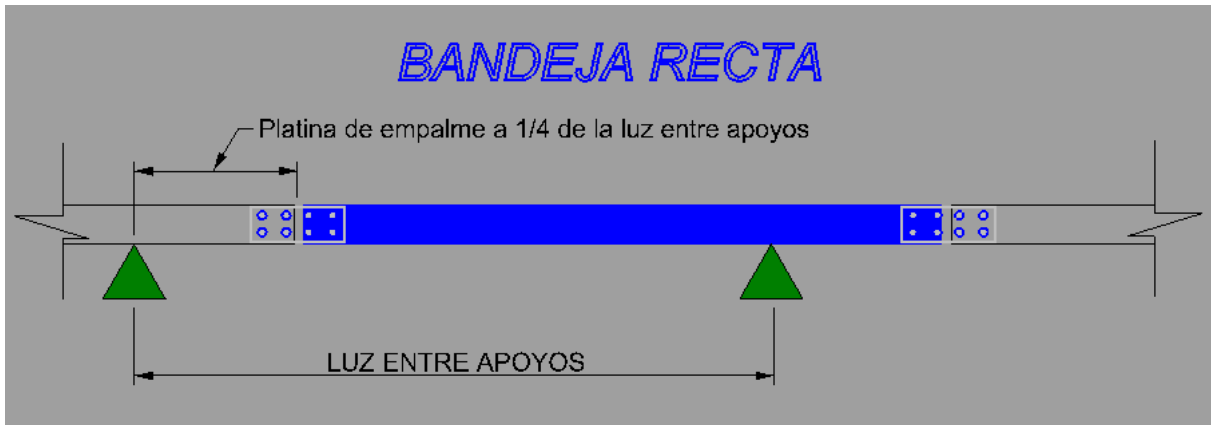 BANDEJA RECTA
Platina de empalme a 1/4 de la luz entre apoyos
LUZ ENTRE APOYOS